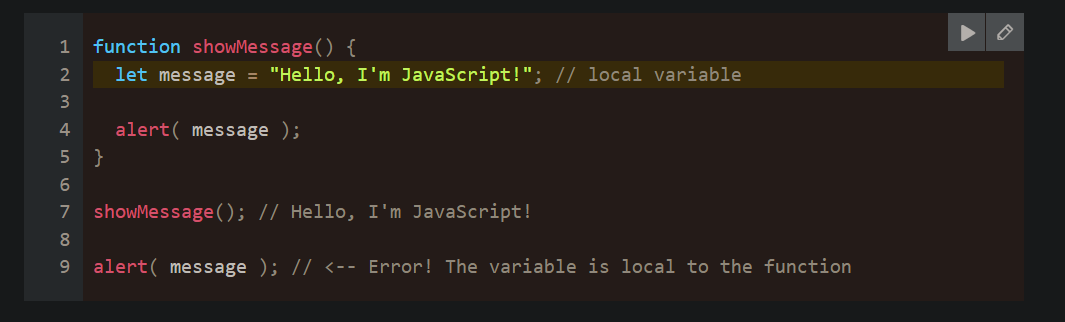 1 function showMessage() {
2   let message = "Hello, I'm JavaScript!"; // local variable
3
4   alert( message );
5 }
6
7 showMessage(); // Hello, I'm JavaScript!
8
9 alert( message ); // <-- Error! The variable is local to the function